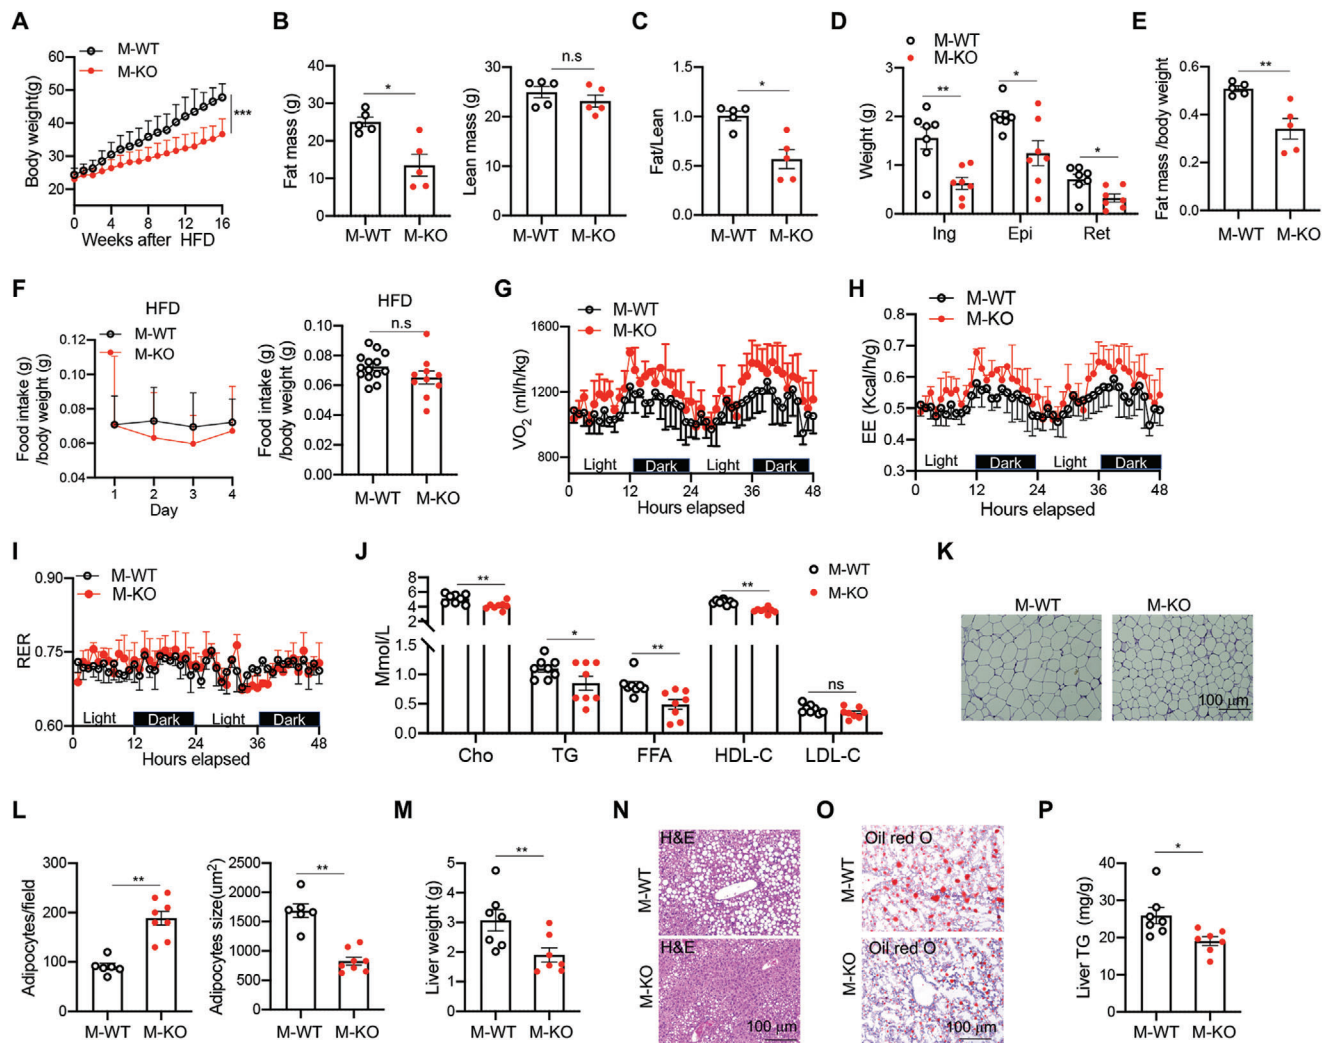 A
M-WT
M-KO
Body weight(g)
60
50
40
30
20
0
4
8
12
16
Weeks after HFD
***
B
Fat mass (g)
40
30
20
10
0
*
M-WT
M-KO
Lean mass (g)
30
20
10
0
n.s
M-WT
M-KO
C
Fat/Lean
1.5
1.0
0.5
0.0
*
M-WT
M-KO
D
M-WT
M-KO
Weight (g)
3
2
1
0
**
*
*
Ing
Epi
Ret
E
Fat mass /body weight
0.6
0.4
0.2
0.0
**
M-WT
M-KO
F
HFD
M-WT
M-KO
Food intake (g)
/body weight (g)
0.12
0.10
0.08
0.06
0.04
1
2
3
4
Day
HFD
Food intake (g)
/body weight (g)
0.10
0.08
0.06
0.04
0.02
0.00
n.s
M-WT
M-KO
G
M-WT
M-KO
VO2 (ml/h/kg)
1600
1200
800
Light
Dark
Light
Dark
0
12
24
36
48
Hours elapsed
H
M-WT
M-KO
EE (Kcal/h/g)
0.8
0.7
0.6
0.5
0.4
0.3
Light
Dark
Light
Dark
0
12
24
36
48
Hours elapsed
I
M-WT
M-KO
RER
0.90
0.75
0.60
Light
Dark
Light
Dark
0
12
24
36
48
Hours elapsed
J
M-WT
M-KO
Mmol/L
8
6
4
2
1.5
1.0
0.5
0.0
**
*
**
**
ns
Cho
TG
FFA
HDL-C
LDL-C
K
M-WT
M-KO
100 μm
L
Adipocytes/field
300
200
100
0
**
M-WT
M-KO
Adipocytes size(um²)
2500
2000
1500
1000
500
0
**
M-WT
M-KO
M
Liver weight (g)
5
4
3
2
1
0
**
M-WT
M-KO
N
H&E
M-WT
H&E
M-KO
100 μm
O
Oil red O
M-WT
Oil red O
M-KO
100 μm
P
Liver TG (mg/g)
40
30
20
10
0
*
M-WT
M-KO